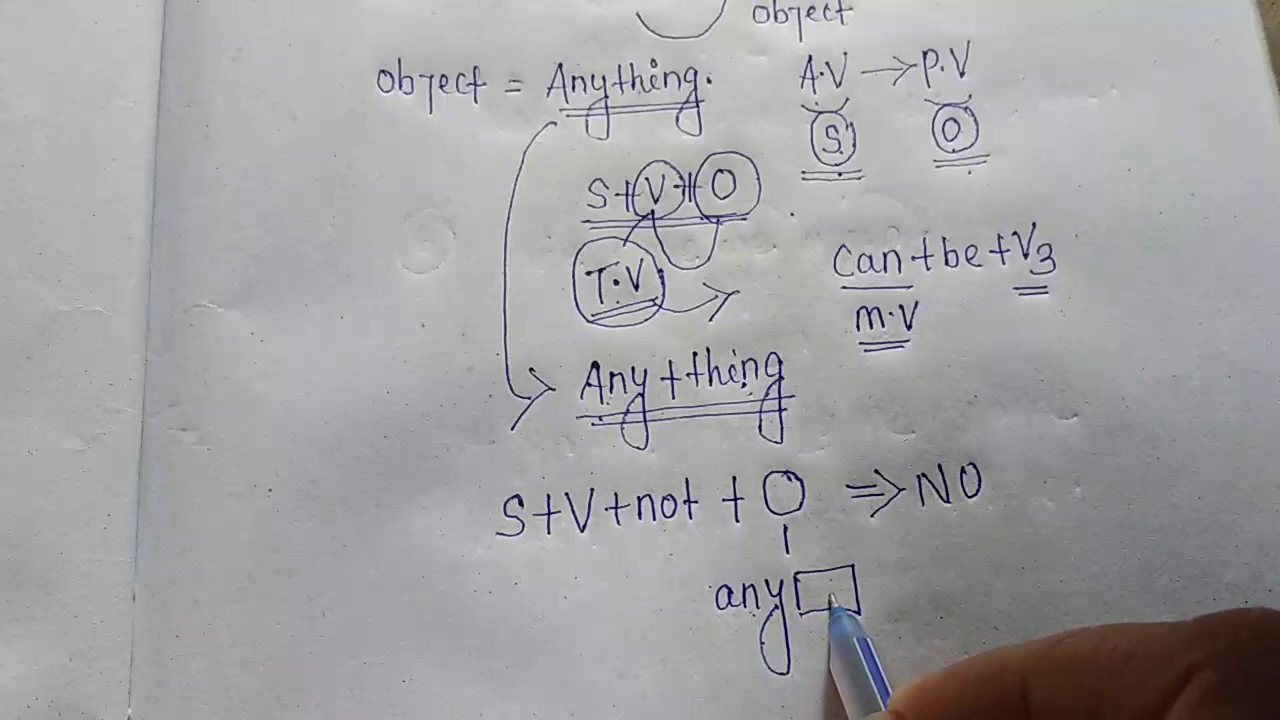 object
object = Anything.
A.V → P.V
S O
S+V+O
T.V →
can+be+V3
m.V
Any+thing
S+V+not + O ⇒ NO
any